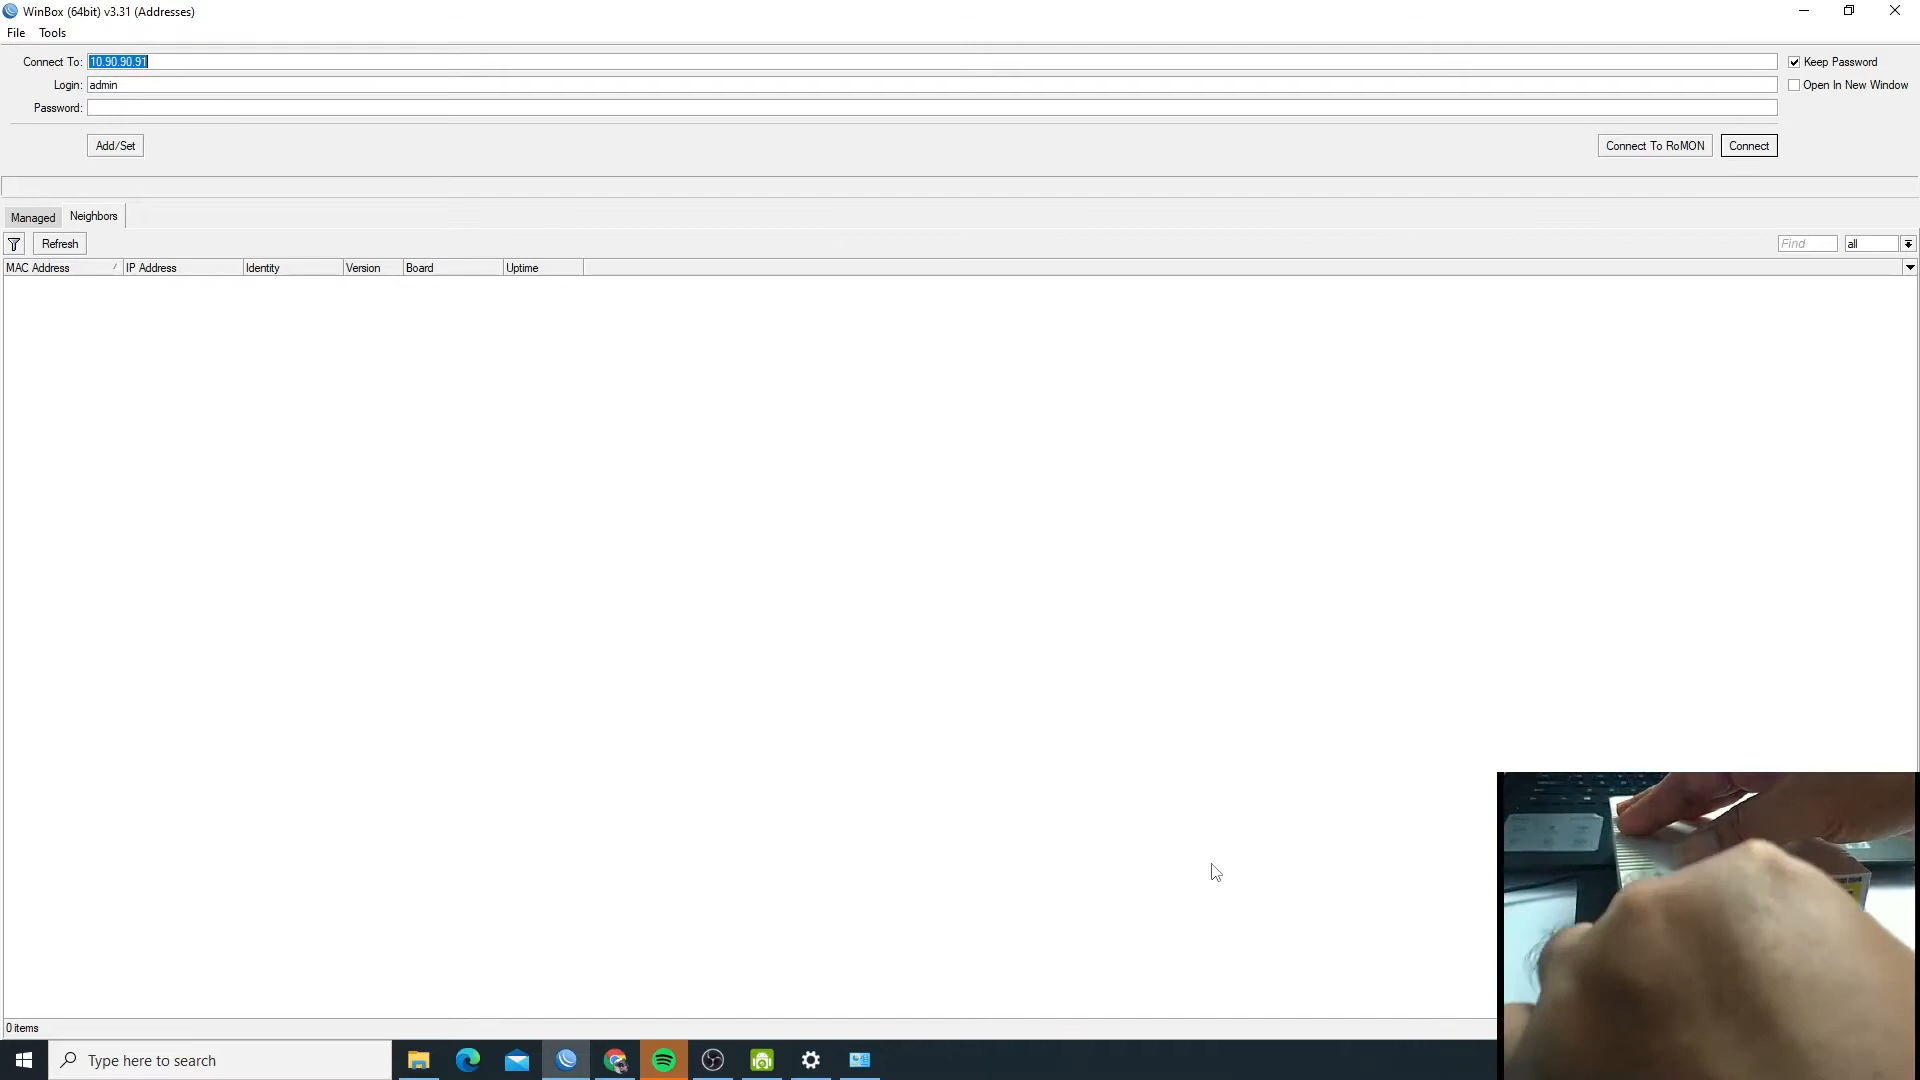 WinBox (64bit) v3.31 (Addresses)
File Tools
Connect To: 10.90.90.91 Keep Password
Login: admin Open In New Window
Password:
Add/Set Connect To RoMON Connect
Managed Neighbors
Refresh Find all
MAC Address IP Address Identity Version Board Uptime
0 items
Type here to search